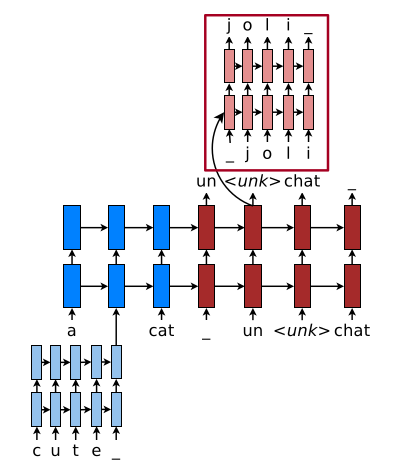 j o l i _
_ j o l i
un <unk> chat _
a cat _ un <unk> chat
c u t e _